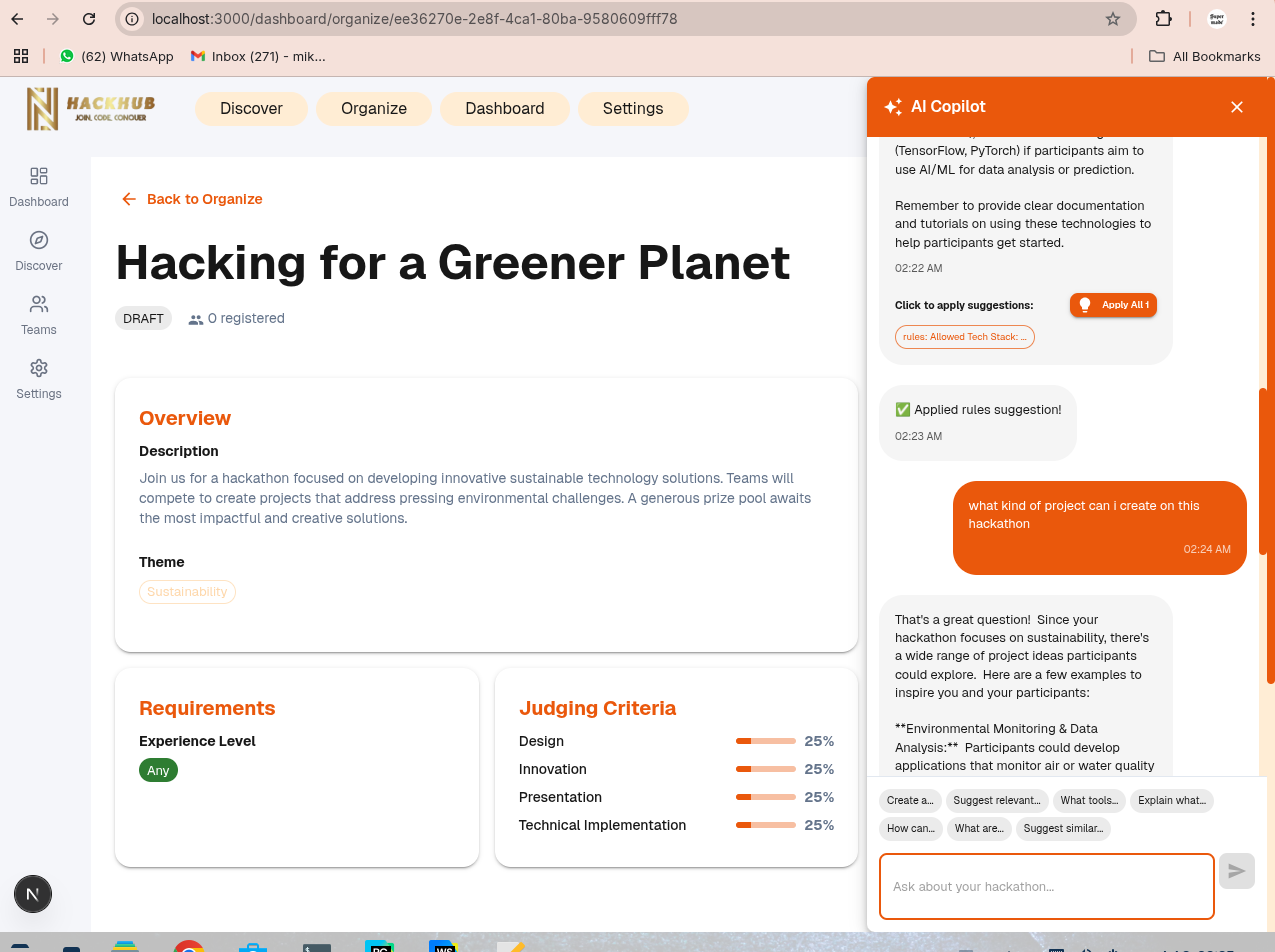 localhost:3000/dashboard/organize/ee36270e-2e8f-4ca1-80ba-9580609fff78
(62) WhatsApp
Inbox (271) - mik...
All Bookmarks
HACKHUB
JOIN, CODE, CONQUER
Discover
Organize
Dashboard
Settings
Dashboard
Discover
Teams
Settings
Back to Organize
Hacking for a Greener Planet
DRAFT
0 registered
Overview
Description
Join us for a hackathon focused on developing innovative sustainable technology solutions. Teams will
compete to create projects that address pressing environmental challenges. A generous prize pool awaits
the most impactful and creative solutions.
Theme
Sustainability
Requirements
Experience Level
Any
Judging Criteria
Design 25%
Innovation 25%
Presentation 25%
Technical Implementation 25%
N
AI Copilot
(TensorFlow, PyTorch) if participants aim to
use AI/ML for data analysis or prediction.
Remember to provide clear documentation
and tutorials on using these technologies to
help participants get started.
02:22 AM
Click to apply suggestions:
Apply All 1
rules: Allowed Tech Stack: ...
✅ Applied rules suggestion!
02:23 AM
what kind of project can i create on this
hackathon
02:24 AM
That's a great question!  Since your
hackathon focuses on sustainability, there's
a wide range of project ideas participants
could explore.  Here are a few examples to
inspire you and your participants:
**Environmental Monitoring & Data
Analysis:**  Participants could develop
applications that monitor air or water quality
Create a...
Suggest relevant...
What tools...
Explain what...
How can...
What are...
Suggest similar...
Ask about your hackathon...